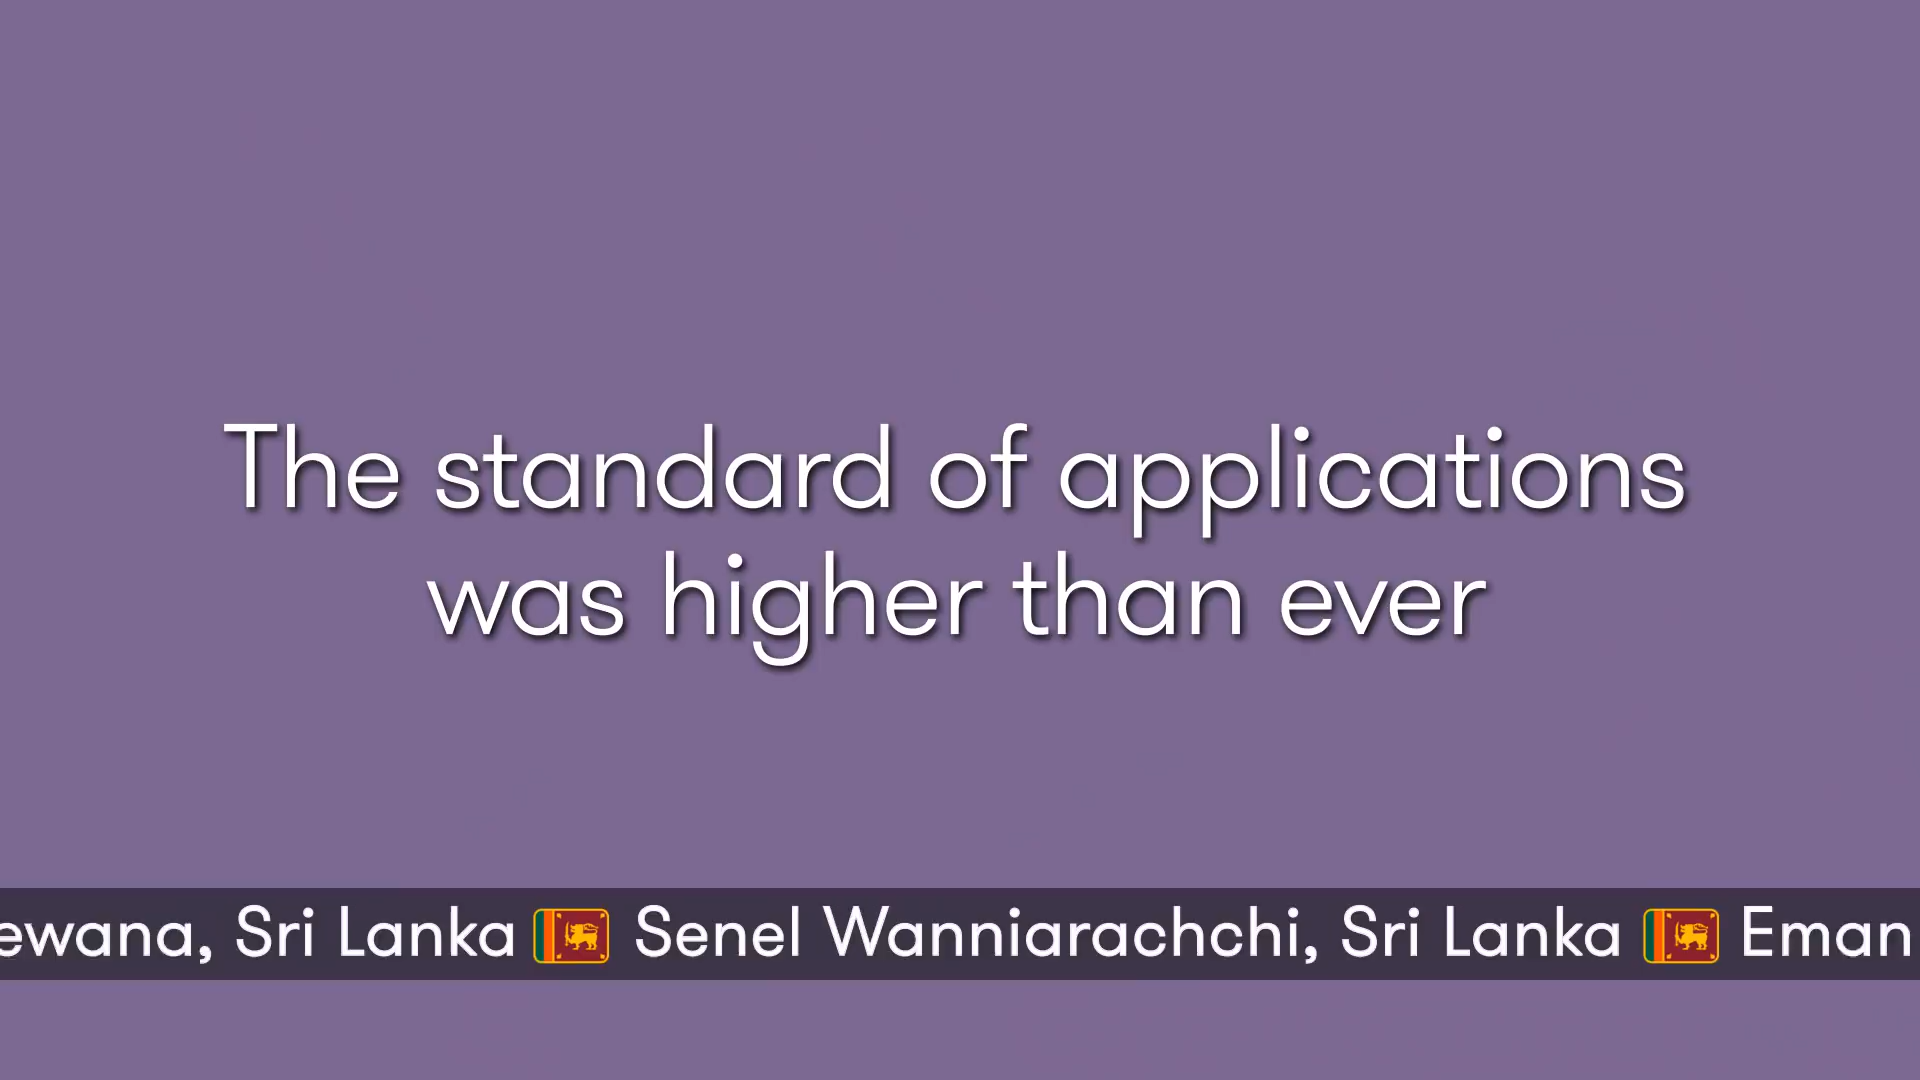 The standard of applications
was higher than ever
ewana, Sri Lanka 🇱🇰 Senel Wanniarachchi, Sri Lanka 🇱🇰 Eman